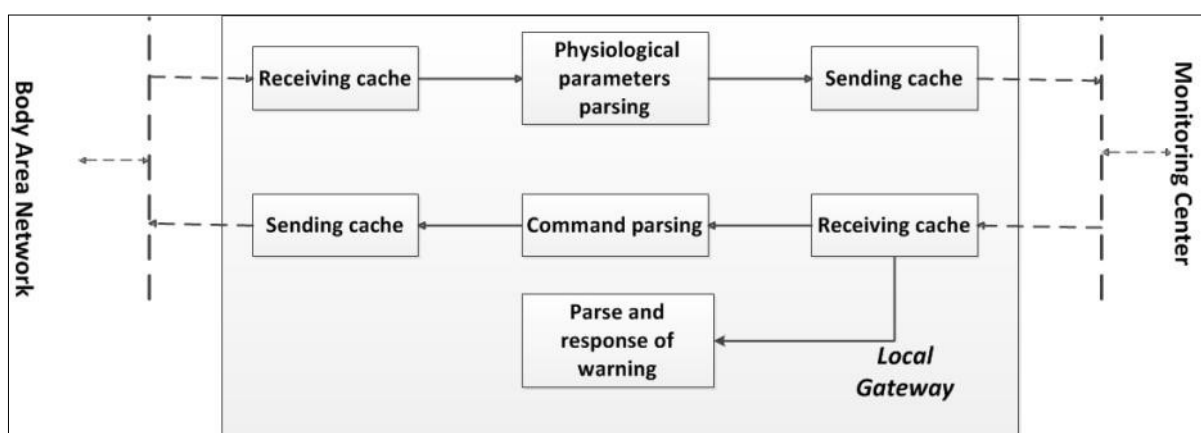 Body Area Network
Receiving cache
Physiological
parameters
parsing
Sending cache
Monitoring Center
Sending cache
Command parsing
Receiving cache
Parse and
response of
warning
Local
Gateway